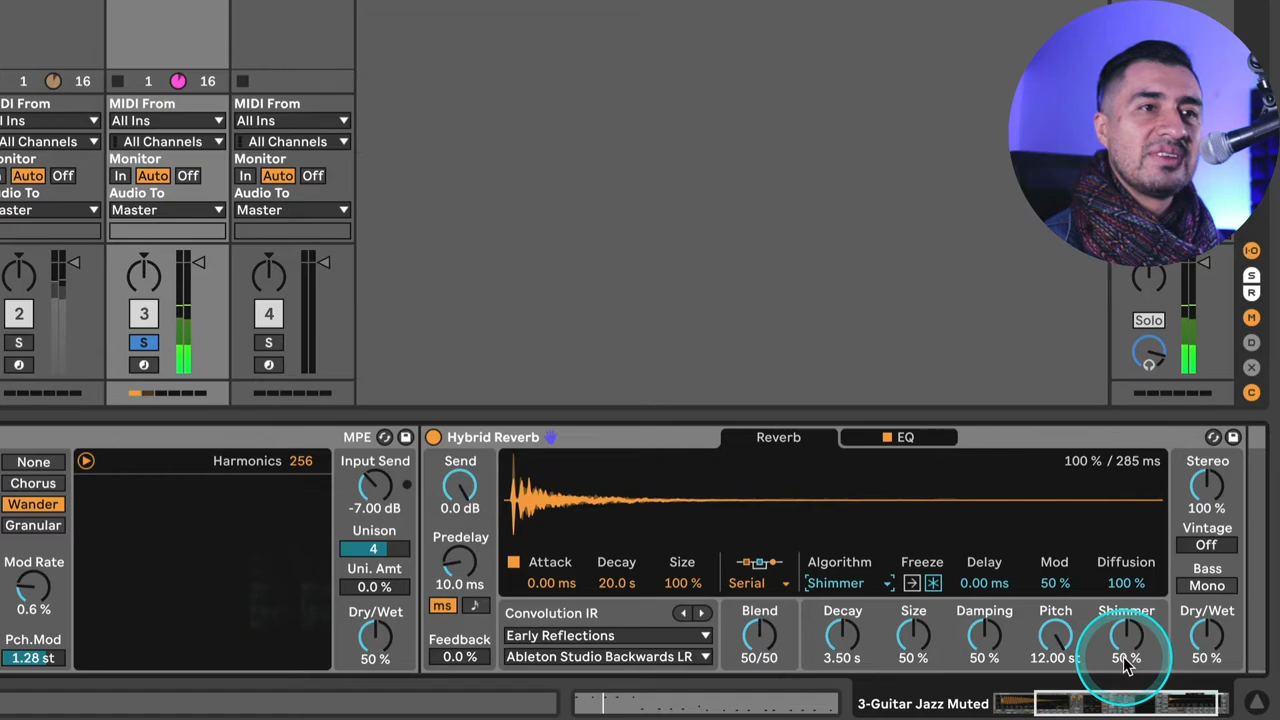 1 16
1 16
DI From MIDI From MIDI From
l Ins All Ins All Ins
All Channels All Channels All Channels
onitor Monitor Monitor
Auto Off In Auto Off In Auto Off
dio To Audio To Audio To
Master Master Master
2 3 4
S S S
Solo
I·O
S
R
M
D
X
C
MPE
None
Chorus
Wander
Granular
Mod Rate
0.6 %
Pch.Mod
1.28 st
Harmonics 256
Input Send
-7.00 dB
Unison
4
Uni. Amt
0.0 %
Dry/Wet
50 %
Hybrid Reverb
Reverb
EQ
Send
0.0 dB
Predelay
10.0 ms
ms
Feedback
0.0 %
100 % / 285 ms
Attack Decay Size Algorithm Freeze Delay Mod Diffusion
0.00 ms 20.0 s 100 % Serial Shimmer 0.00 ms 50 % 100 %
Convolution IR
Early Reflections
Ableton Studio Backwards LR
Blend Decay Size Damping Pitch Shimmer Dry/Wet
50/50 3.50 s 50 % 50 % 12.00 st 50 % 50 %
Stereo
100 %
Vintage
Off
Bass
Mono
3-Guitar Jazz Muted